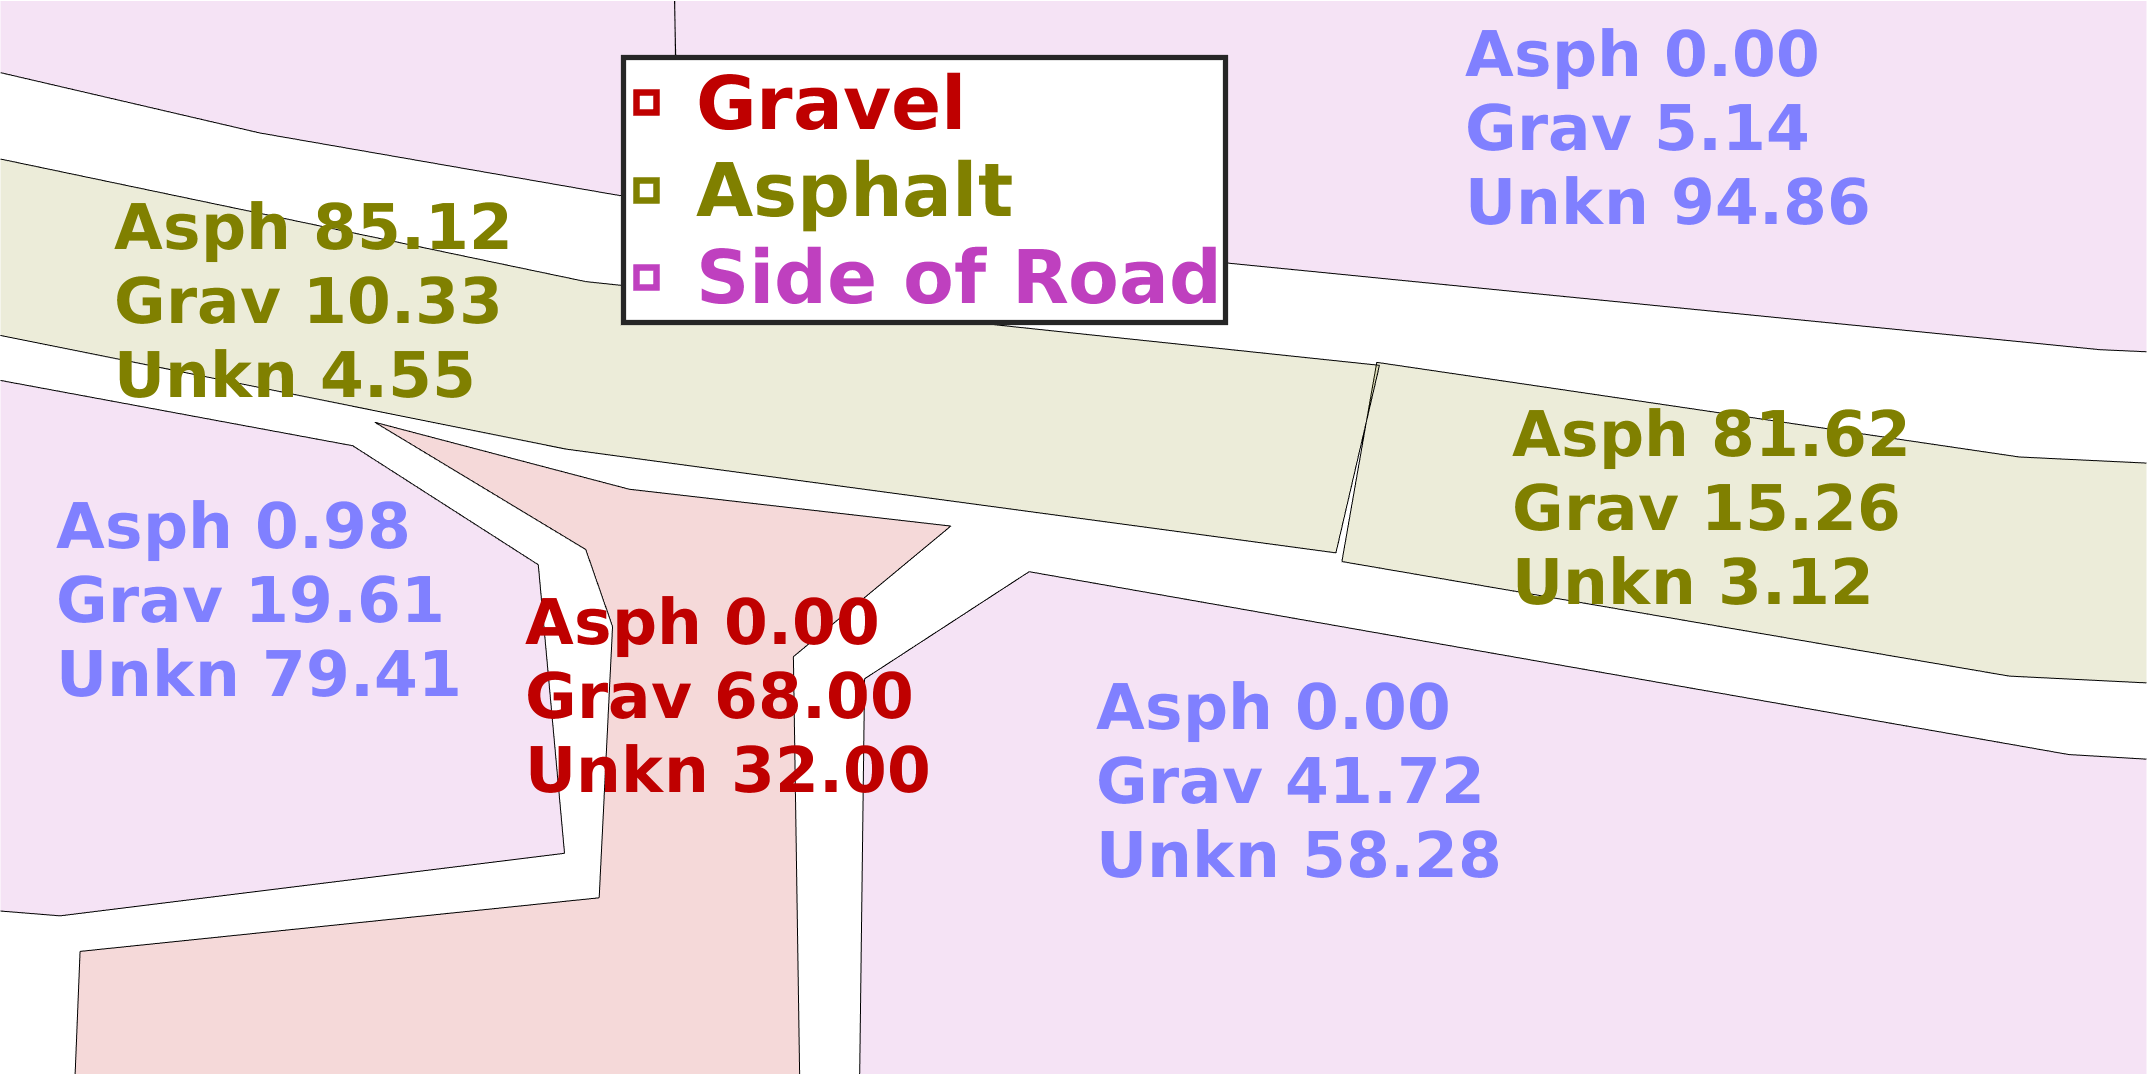 Gravel
Asphalt
Side of Road
Asph 0.00
Grav 5.14
Unkn 94.86
Asph 85.12
Grav 10.33
Unkn 4.55
Asph 81.62
Grav 15.26
Unkn 3.12
Asph 0.98
Grav 19.61
Unkn 79.41
Asph 0.00
Grav 68.00
Unkn 32.00
Asph 0.00
Grav 41.72
Unkn 58.28